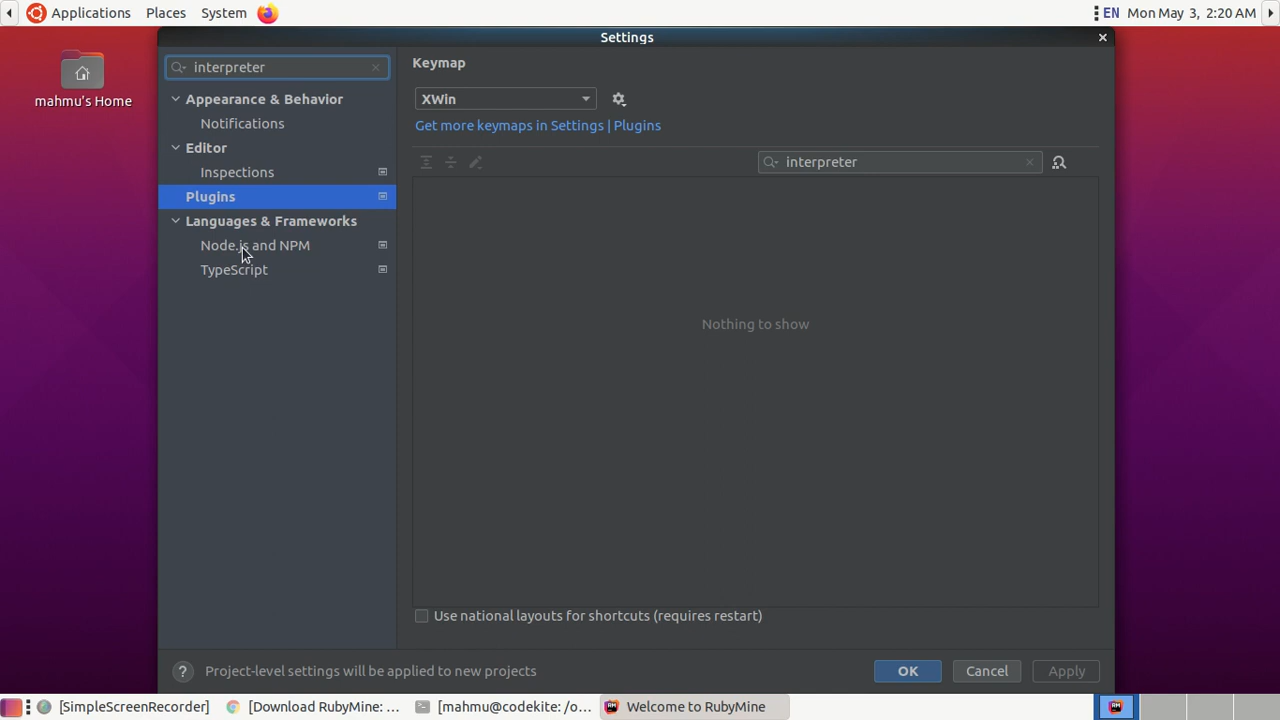 Applications Places System EN Mon May 3, 2:20 AM
Settings
mahmu's Home
interpreter
Appearance & Behavior
Notifications
Editor
Inspections
Plugins
Languages & Frameworks
Node.js and NPM
TypeScript
Keymap
XWin
Get more keymaps in Settings | Plugins
interpreter
Nothing to show
Use national layouts for shortcuts (requires restart)
? Project-level settings will be applied to new projects
OK Cancel Apply
[SimpleScreenRecorder] [Download RubyMine: ... [mahmu@codekite: /o... Welcome to RubyMine